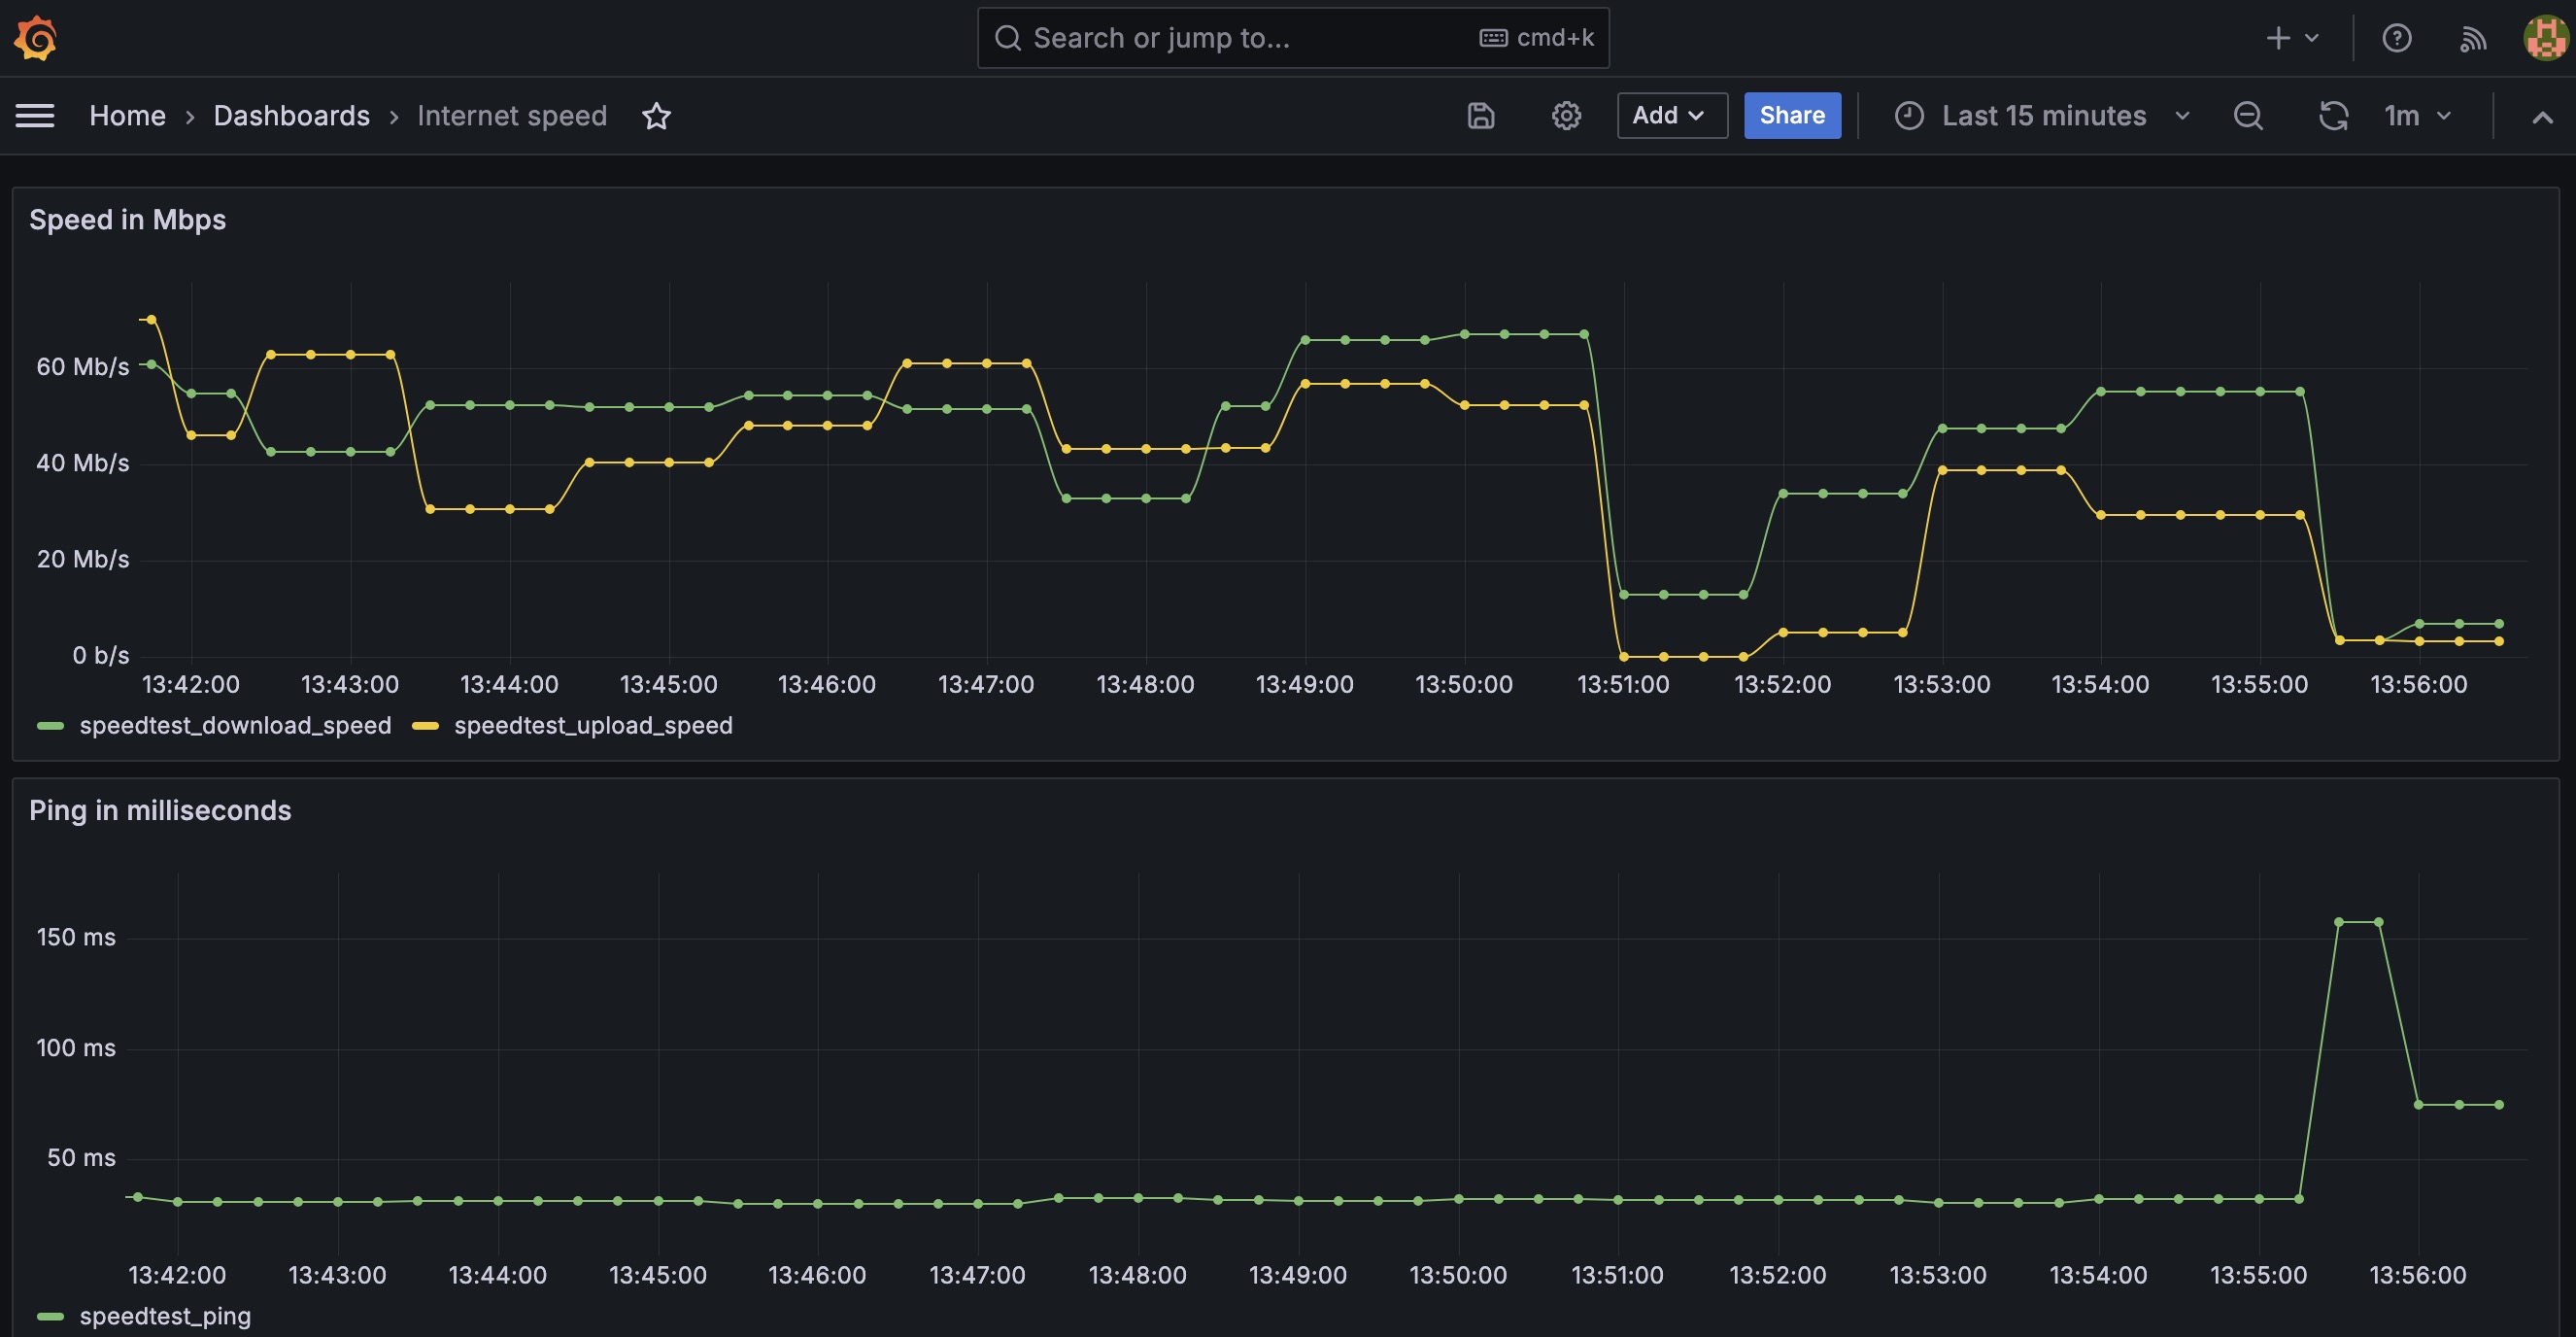 Search or jump to... cmd+k
Home › Dashboards › Internet speed Add Share Last 15 minutes 1m
Speed in Mbps
60 Mb/s
40 Mb/s
20 Mb/s
0 b/s
13:42:00 13:43:00 13:44:00 13:45:00 13:46:00 13:47:00 13:48:00 13:49:00 13:50:00 13:51:00 13:52:00 13:53:00 13:54:00 13:55:00 13:56:00
speedtest_download_speed speedtest_upload_speed
Ping in milliseconds
150 ms
100 ms
50 ms
13:42:00 13:43:00 13:44:00 13:45:00 13:46:00 13:47:00 13:48:00 13:49:00 13:50:00 13:51:00 13:52:00 13:53:00 13:54:00 13:55:00 13:56:00
speedtest_ping